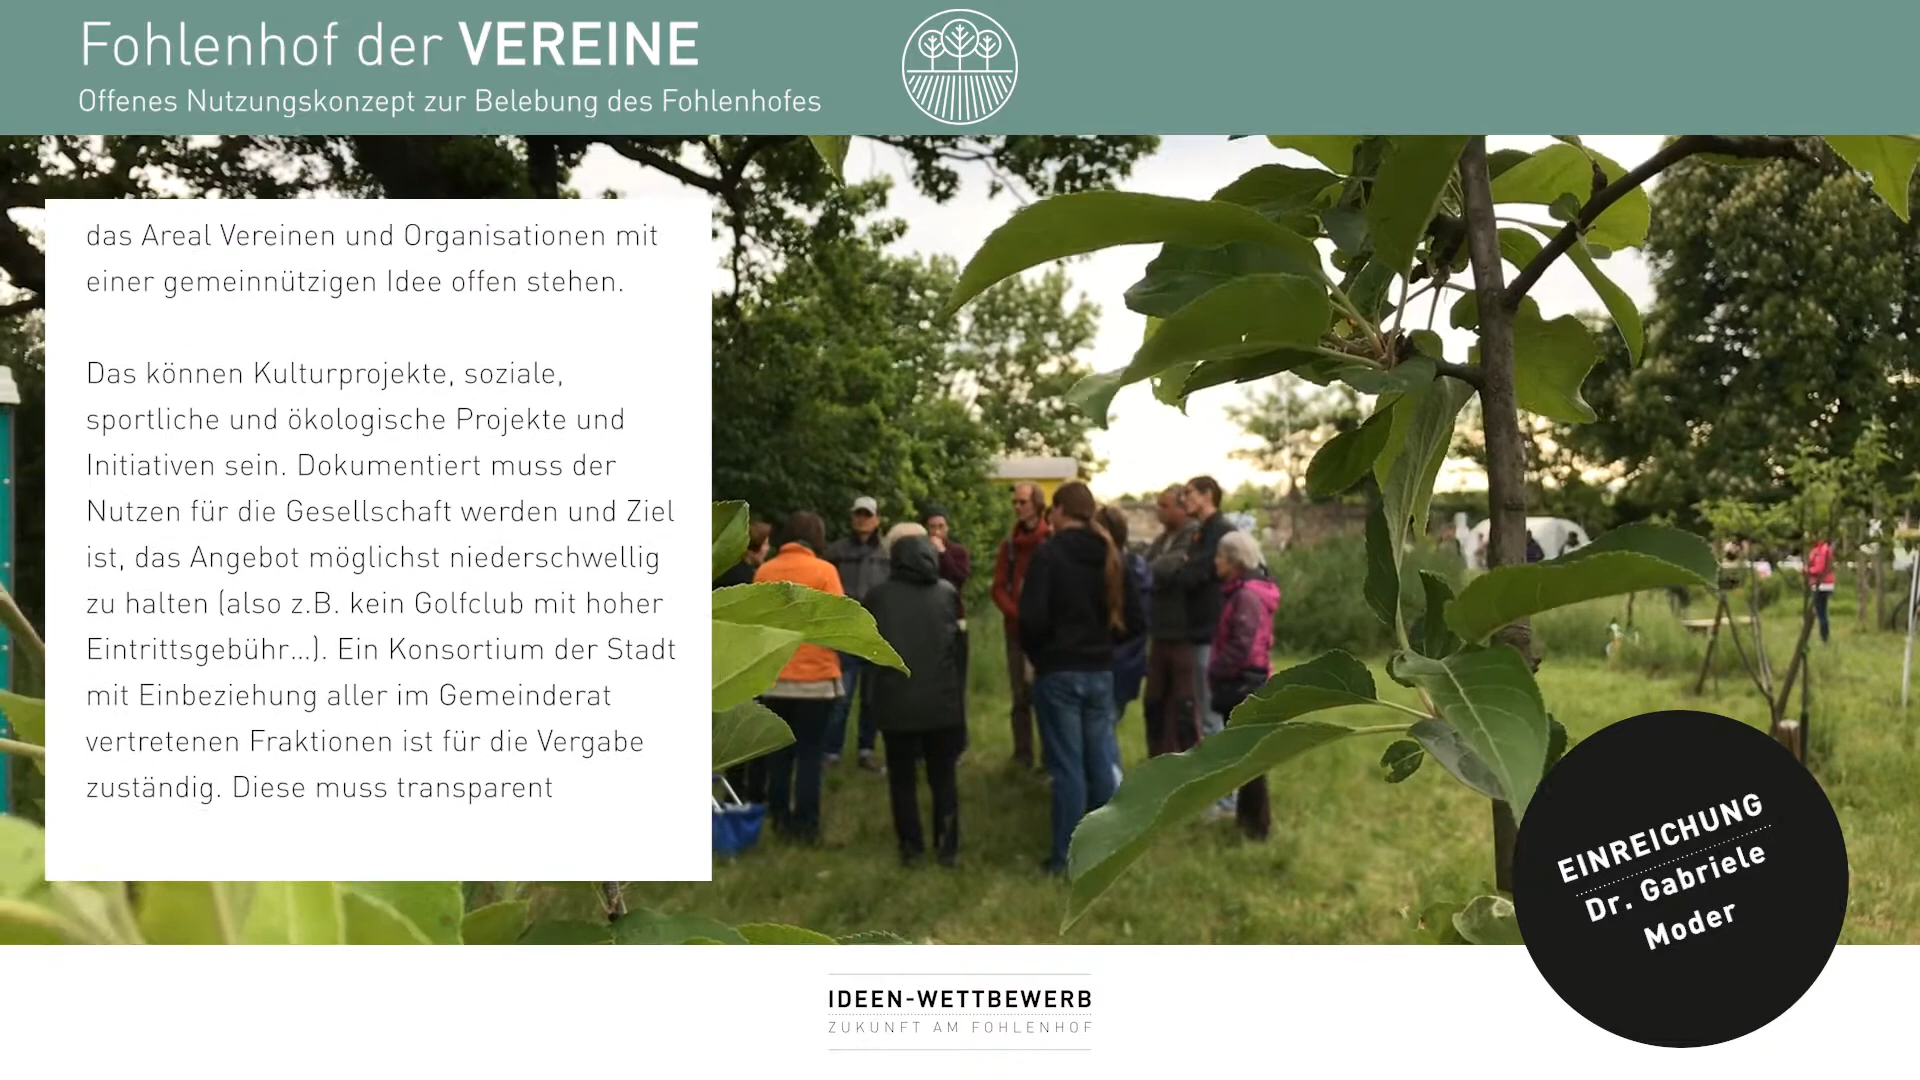 Fohlenhof der VEREINE
Offenes Nutzungskonzept zur Belebung des Fohlenhofes
das Areal Vereinen und Organisationen mit
einer gemeinnützigen Idee offen stehen.
Das können Kulturprojekte, soziale,
sportliche und ökologische Projekte und
Initiativen sein. Dokumentiert muss der
Nutzen für die Gesellschaft werden und Ziel
ist, das Angebot möglichst niederschwellig
zu halten (also z.B. kein Golfclub mit hoher
Eintrittsgebühr...). Ein Konsortium der Stadt
mit Einbeziehung aller im Gemeinderat
vertretenen Fraktionen ist für die Vergabe
zuständig. Diese muss transparent
EINREICHUNG
Dr. Gabriele
Moder
IDEEN-WETTBEWERB
ZUKUNFT AM FOHLENHOF